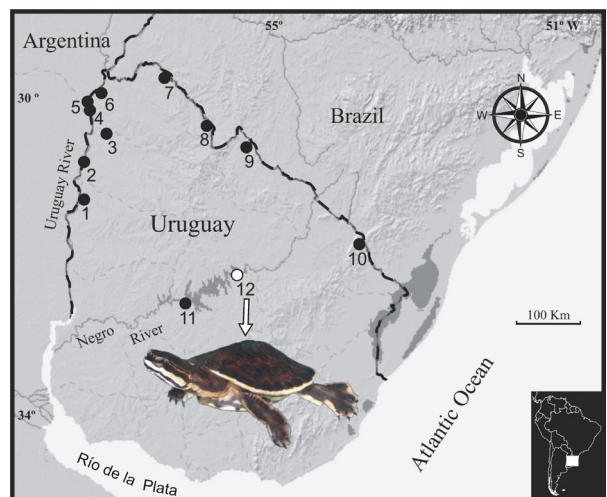 55°
51° W
Argentina
30°
N
W
E
S
Brazil
7
6
5
4
3
8
9
2
1
Uruguay River
Uruguay
10
12
11
100 Km
Negro
River
34°
Atlantic Ocean
Río de la Plata